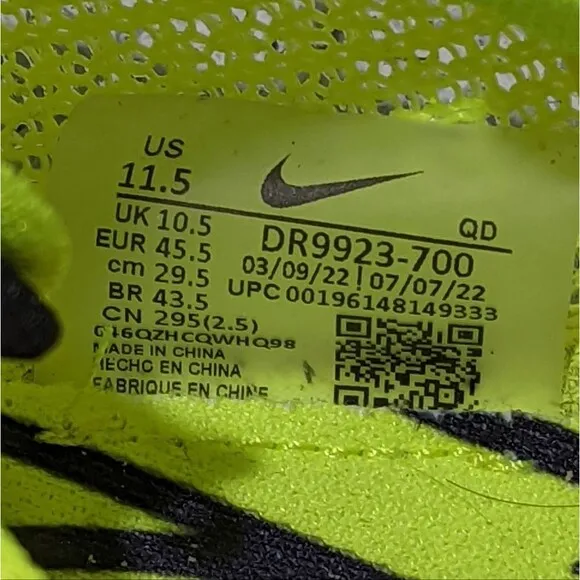 US
11.5
QD
UK 10.5
EUR 45.5
cm 29.5
BR 43.5
CN 295(2.5)
DR9923-700
03/09/22 | 07/07/22
UPC 00196148149333
MADE IN CHINA
HECHO EN CHINA
FABRIQUE EN CHINE